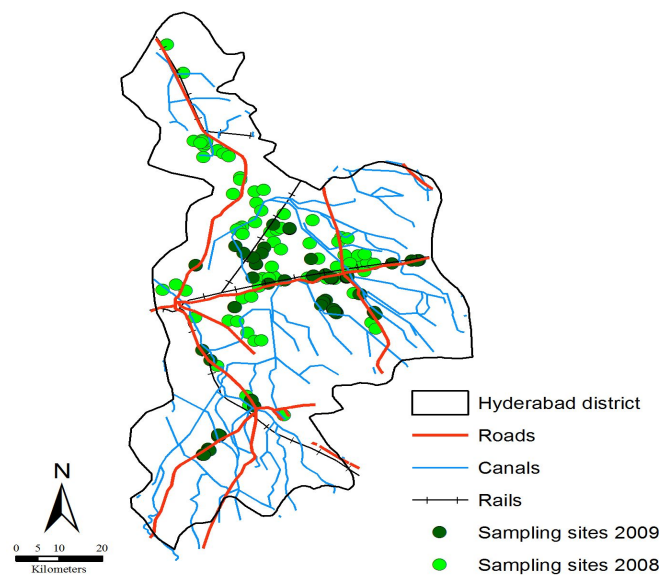 Hyderabad district
Roads
Canals
Rails
Sampling sites 2009
Sampling sites 2008
N
0 5 10 20
Kilometers